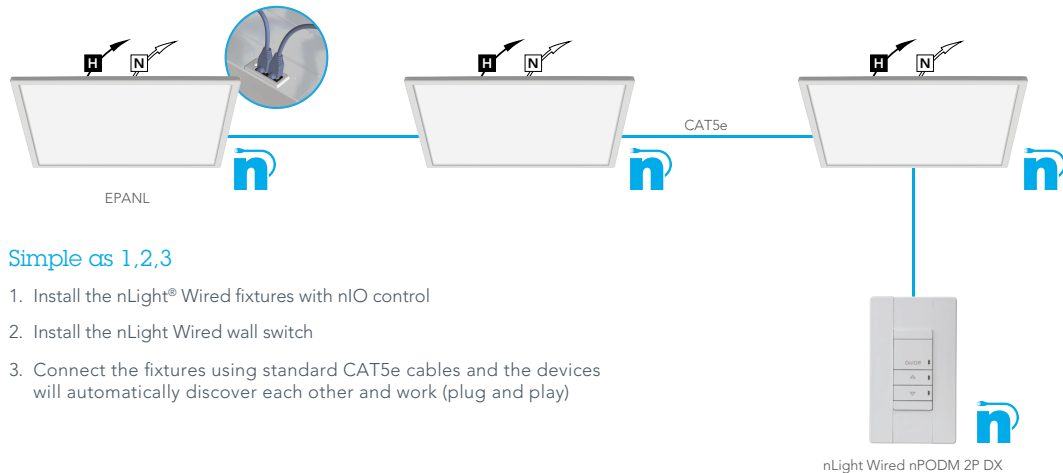 H N
H N
H N
CAT5e
n
n
n
EPANL
Simple as 1,2,3
1. Install the nLight® Wired fixtures with nIO control
2. Install the nLight Wired wall switch
3. Connect the fixtures using standard CAT5e cables and the devices
will automatically discover each other and work (plug and play)
On/Off
n
nLight Wired nPODM 2P DX